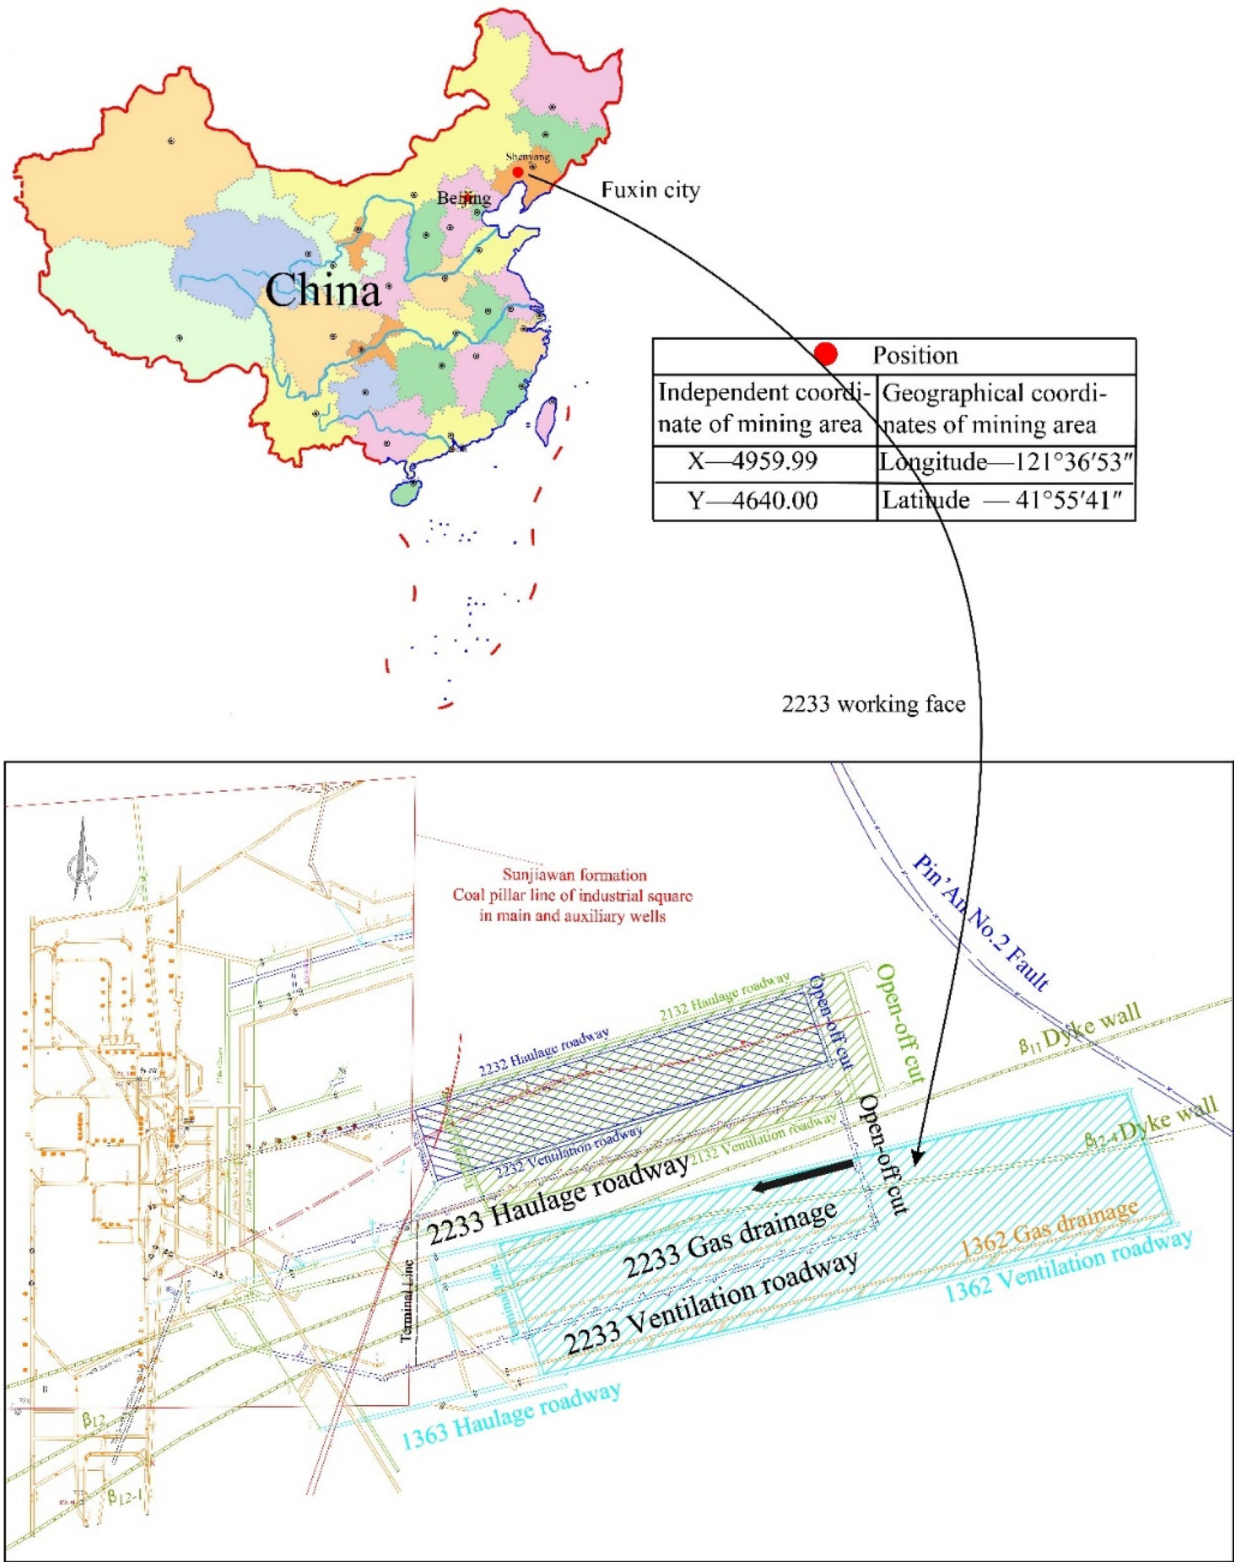 Shenyang
Beijing
Fuxin city
China
Position
Independent coordi-
nate of mining area
Geographical coordi-
nates of mining area
X—4959.99
Longitude—121°36′53″
Y—4640.00
Latitude — 41°55′41″
2233 working face
Sunjiawan formation
Coal pillar line of industrial square
in main and auxiliary wells
Pin’An No.2 Fault
2132 Haulage roadway
Open-off cut
Open-off cut
2232 Haulage roadway
β11 Dyke wall
Open-off cut
β12-4 Dyke wall
2232 Ventilation roadway
2132 Ventilation roadway
2233 Haulage roadway
2233 Gas drainage
1362 Gas drainage
2233 Ventilation roadway
1362 Ventilation roadway
Terminal Line
1363 Haulage roadway
β12
β12-1